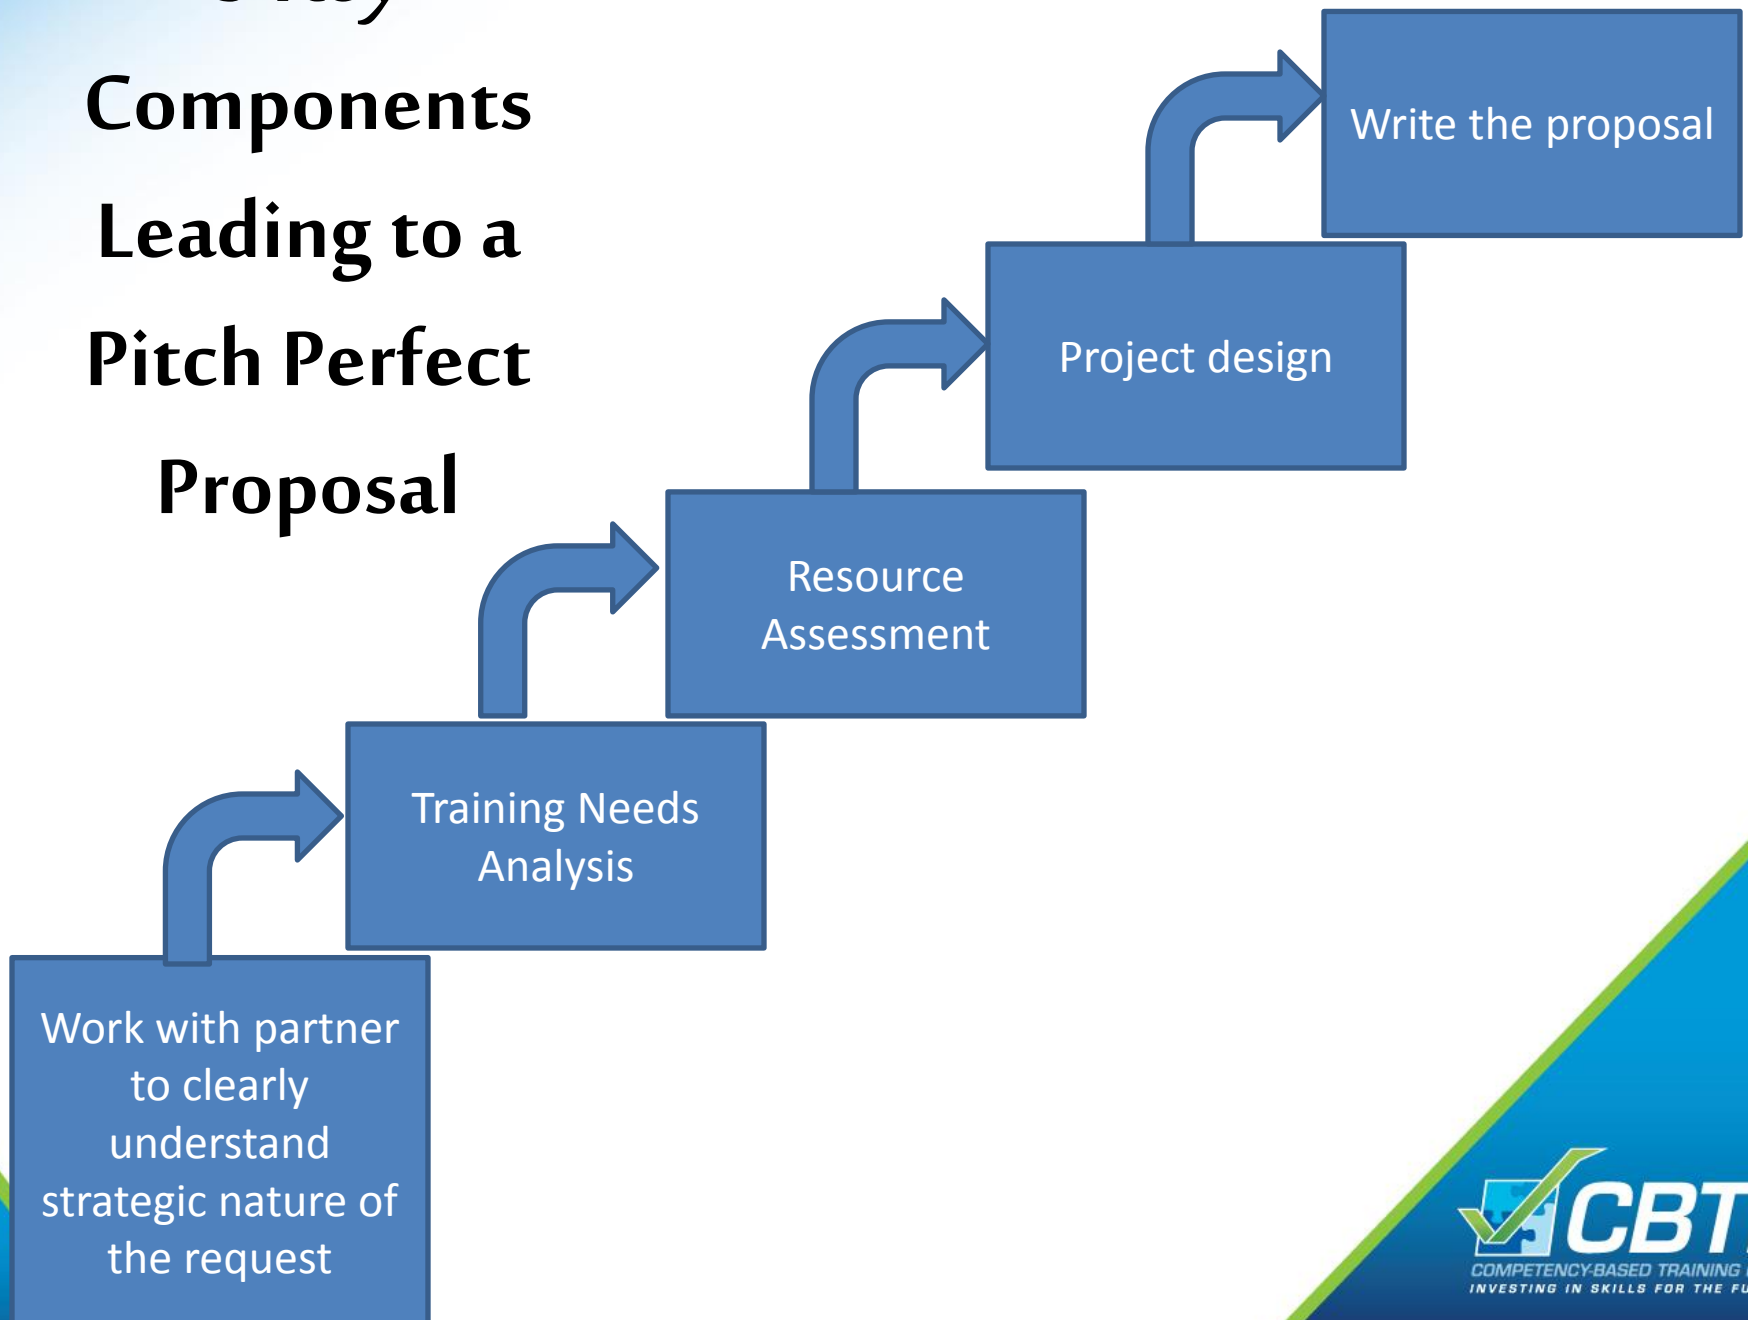 Components
Leading to a
Pitch Perfect
Proposal
Write the proposal
Project design
Resource
Assessment
Training Needs
Analysis
Work with partner
to clearly
understand
strategic nature of
the request
CBT
COMPETENCY-BASED TRAINING
INVESTING IN SKILLS FOR THE